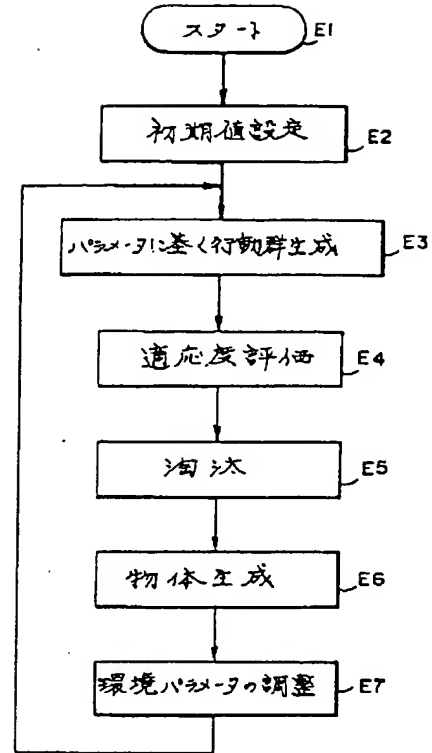 スタート E1
初期値設定 E2
パラメータに基く行動群生成 E3
適応度評価 E4
淘汰 E5
物体生成 E6
環境パラメータの調整 E7